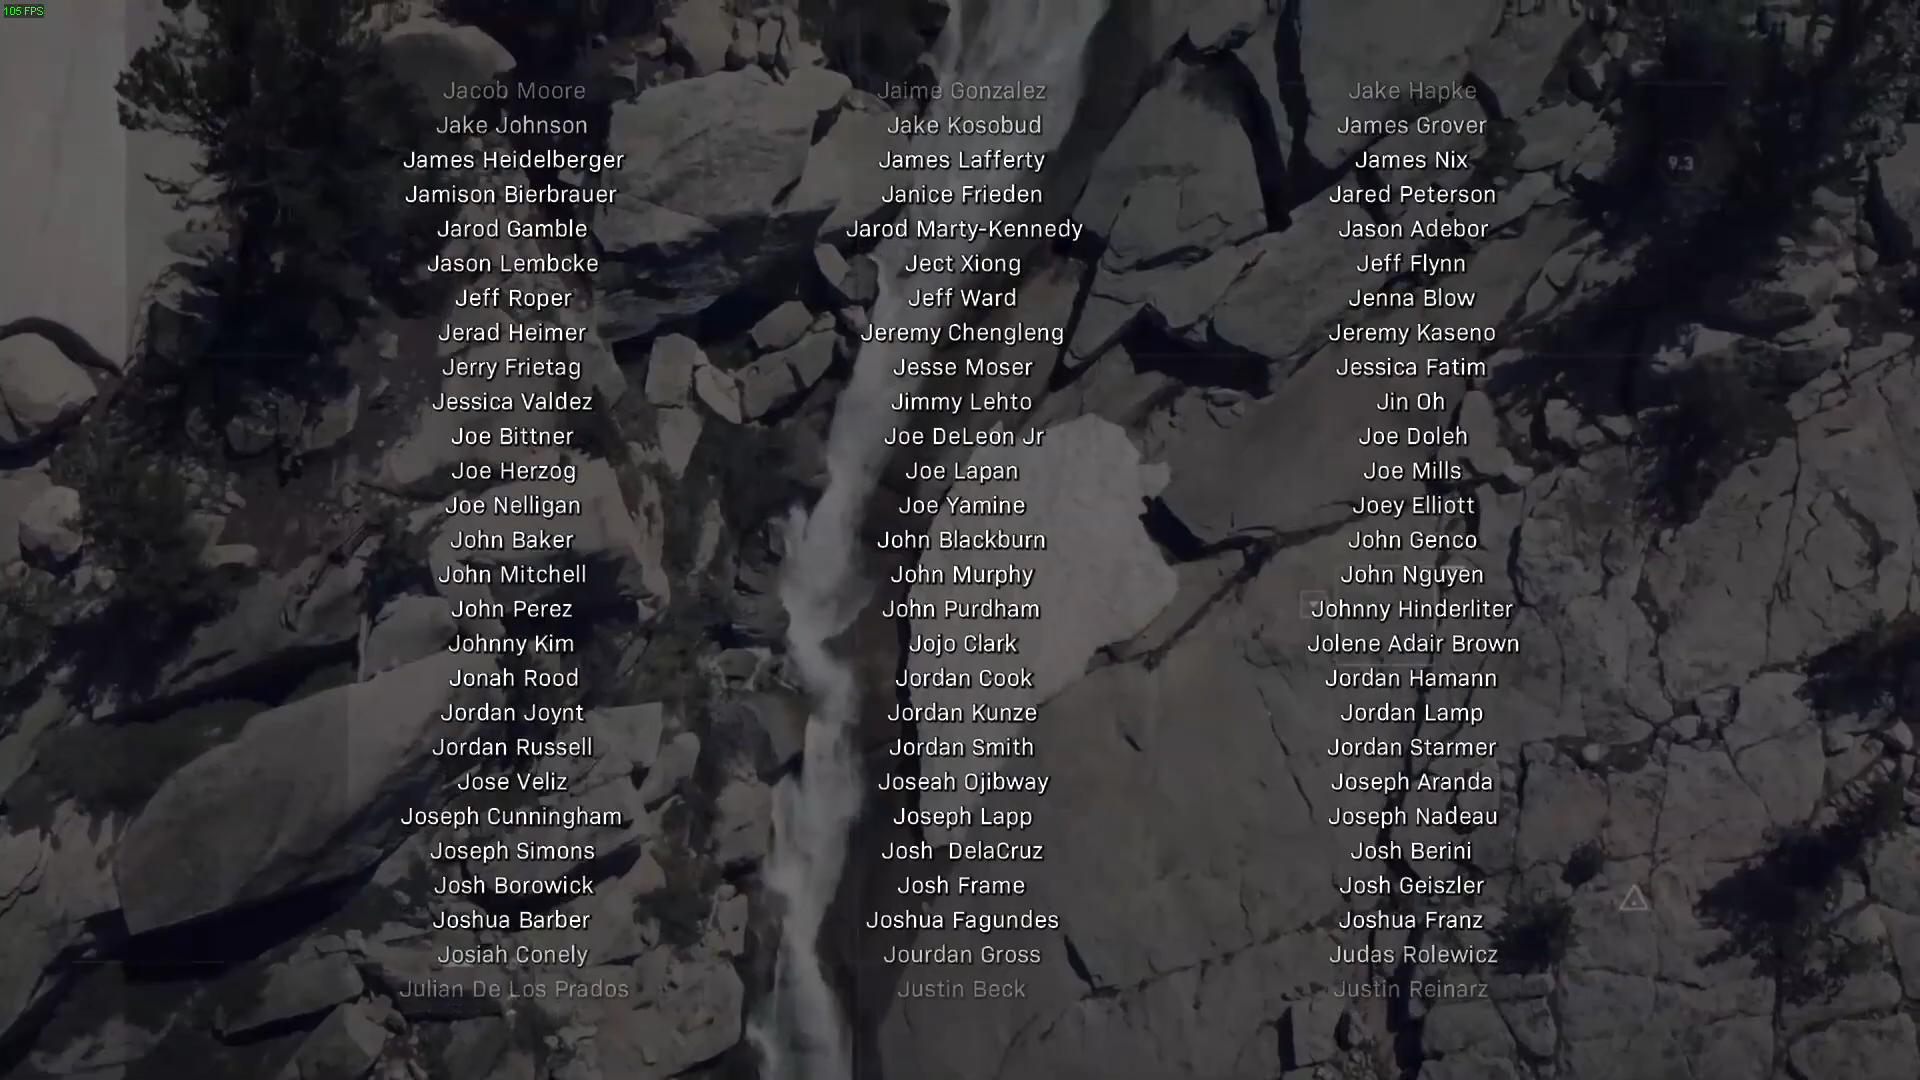 105 FPS
Jacob Moore Jaime Gonzalez Jake Hapke
Jake Johnson Jake Kosobud James Grover
James Heidelberger James Lafferty James Nix
9.3
Jamison Bierbrauer Janice Frieden Jared Peterson
Jarod Gamble Jarod Marty-Kennedy Jason Adebor
Jason Lembcke Ject Xiong Jeff Flynn
Jeff Roper Jeff Ward Jenna Blow
Jerad Heimer Jeremy Chengleng Jeremy Kaseno
Jerry Frietag Jesse Moser Jessica Fatim
Jessica Valdez Jimmy Lehto Jin Oh
Joe Bittner Joe DeLeon Jr Joe Doleh
Joe Herzog Joe Lapan Joe Mills
Joe Nelligan Joe Yamine Joey Elliott
John Baker John Blackburn John Genco
John Mitchell John Murphy John Nguyen
John Perez John Purdham Johnny Hinderliter
Johnny Kim Jojo Clark Jolene Adair Brown
Jonah Rood Jordan Cook Jordan Hamann
Jordan Joynt Jordan Kunze Jordan Lamp
Jordan Russell Jordan Smith Jordan Starmer
Jose Veliz Joseah Ojibway Joseph Aranda
Joseph Cunningham Joseph Lapp Joseph Nadeau
Joseph Simons Josh DelaCruz Josh Berini
Josh Borowick Josh Frame Josh Geiszler
Joshua Barber Joshua Fagundes Joshua Franz
Josiah Conely Jourdan Gross Judas Rolewicz
Julian De Los Prados Justin Beck Justin Reinarz